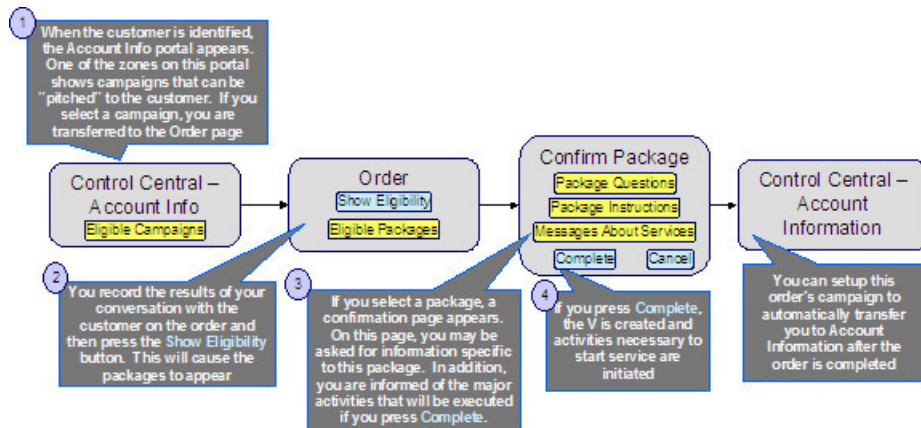 1
When the customer is identified,
the Account Info portal appears.
One of the zones on this portal
shows campaigns that can be
"pitched" to the customer. If you
select a campaign, you are
transferred to the Order page
Control Central –
Account Info
Eligible Campaigns
Order
Show Eligibility
Eligible Packages
Confirm Package
Package Questions
Package Instructions
Messages About Services
Complete Cancel
Control Central –
Account
Information
2
You record the results of your
conversation with the
customer on the order and
then press the Show Eligibility
button. This will cause the
packages to appear
3
If you select a package, a
confirmation page appears.
On this page, you may be
asked for information specific
to this package. In addition,
you are informed of the major
activities that will be executed
if you press Complete.
4
If you press Complete,
the V is created and
activities necessary to
start service are
initiated
You can setup this
order's campaign to
automatically transfer
you to Account
Information after the
order is completed